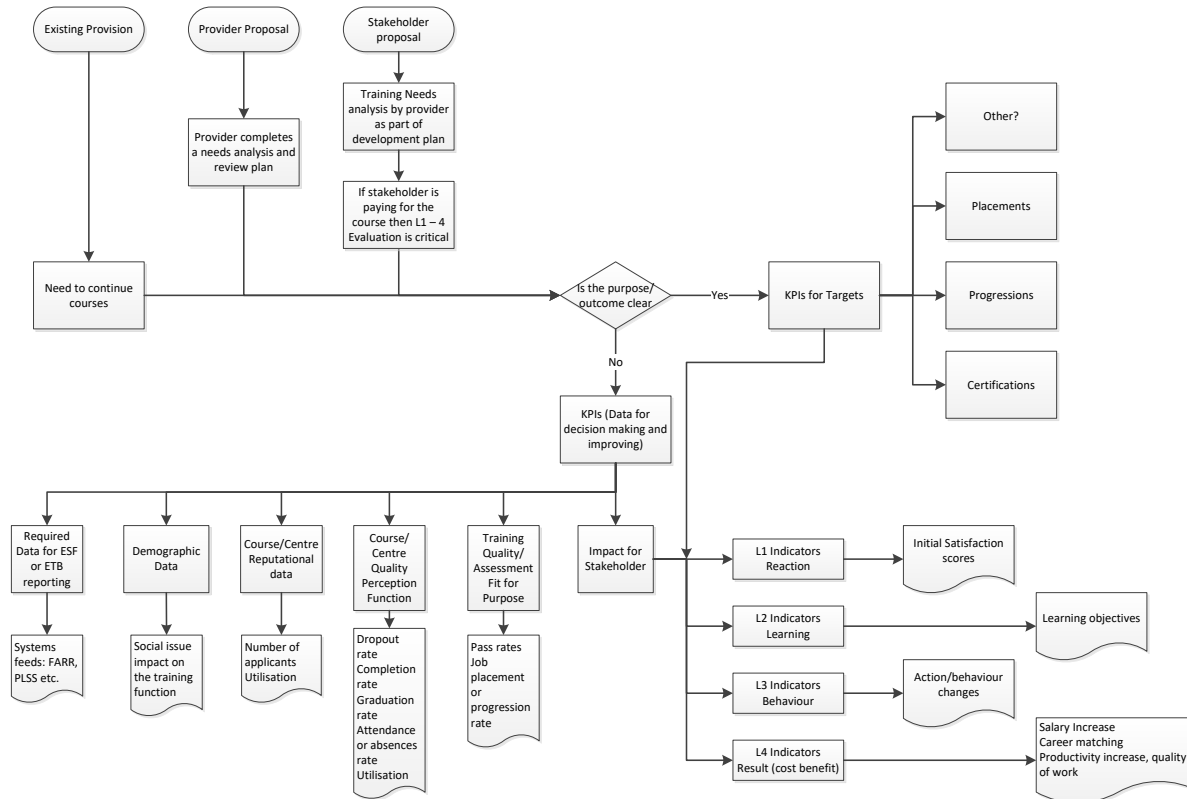 Existing Provision
Provider Proposal
Stakeholder
proposal
Training Needs
analysis by provider
as part of
development plan
Provider completes
a needs analysis and
review plan
If stakeholder is
paying for the
course then L1 – 4
Evaluation is critical
Need to continue
courses
Is the purpose/
outcome clear
Yes
No
KPIs for Targets
Other?
Placements
Progressions
Certifications
KPIs (Data for
decision making and
improving)
Required
Data for ESF
or ETB
reporting
Demographic
Data
Course/Centre
Reputational
data
Course/
Centre
Quality
Perception
Function
Training
Quality/
Assessment
Fit for
Purpose
Impact for
Stakeholder
Systems
feeds: FARR,
PLSS etc.
Social issue
impact on
the training
function
Number of
applicants
Utilisation
Dropout
rate
Completion
rate
Graduation
rate
Attendance
or absences
rate
Utilisation
Pass rates
Job
placement
or
progression
rate
L1 Indicators
Reaction
Initial Satisfaction
scores
L2 Indicators
Learning
Learning objectives
L3 Indicators
Behaviour
Action/behaviour
changes
L4 Indicators
Result (cost benefit)
Salary Increase
Career matching
Productivity increase, quality
of work